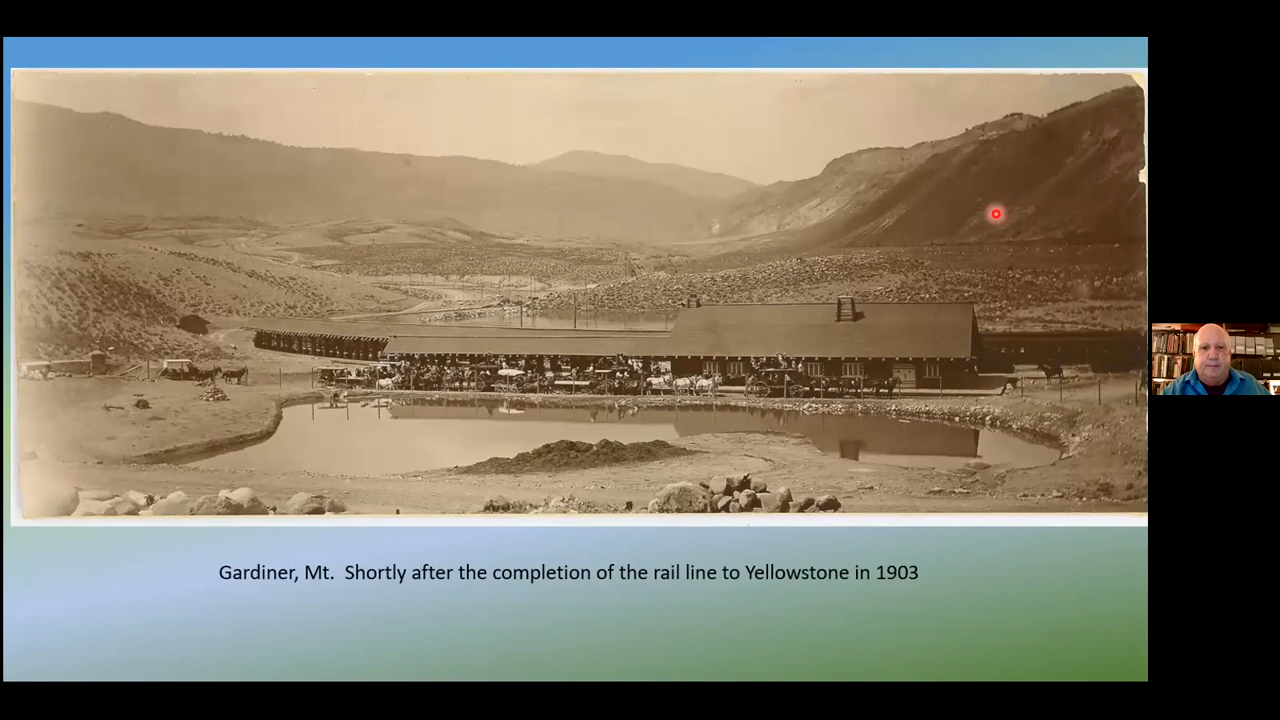 Gardiner, Mt.  Shortly after the completion of the rail line to Yellowstone in 1903